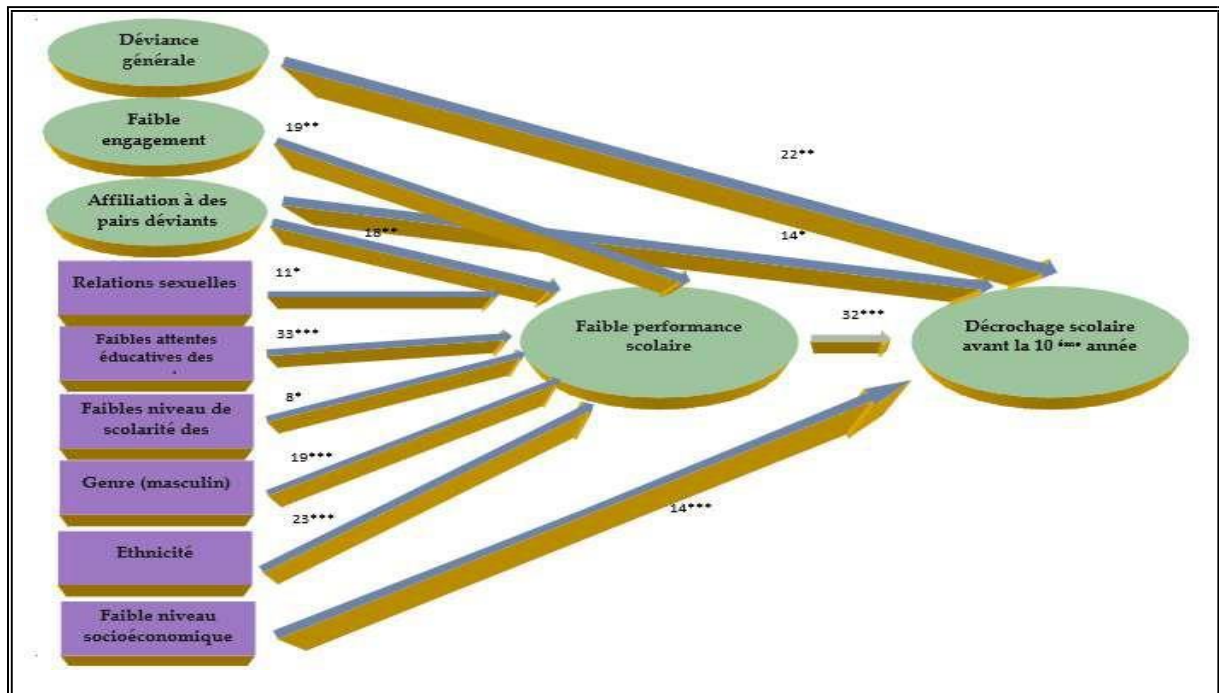 Déviance
générale
Faible
engagement
Affiliation à des
pairs déviants
Relations sexuelles
Faibles attentes
éducatives des
Faibles niveau de
scolarité des
Genre (masculin)
Ethnicité
Faible niveau
socioéconomique
19**
18**
11*
33***
8*
19***
23***
22**
14*
14***
Faible performance
scolaire
32***
Décrochage scolaire
avant la 10 ème année